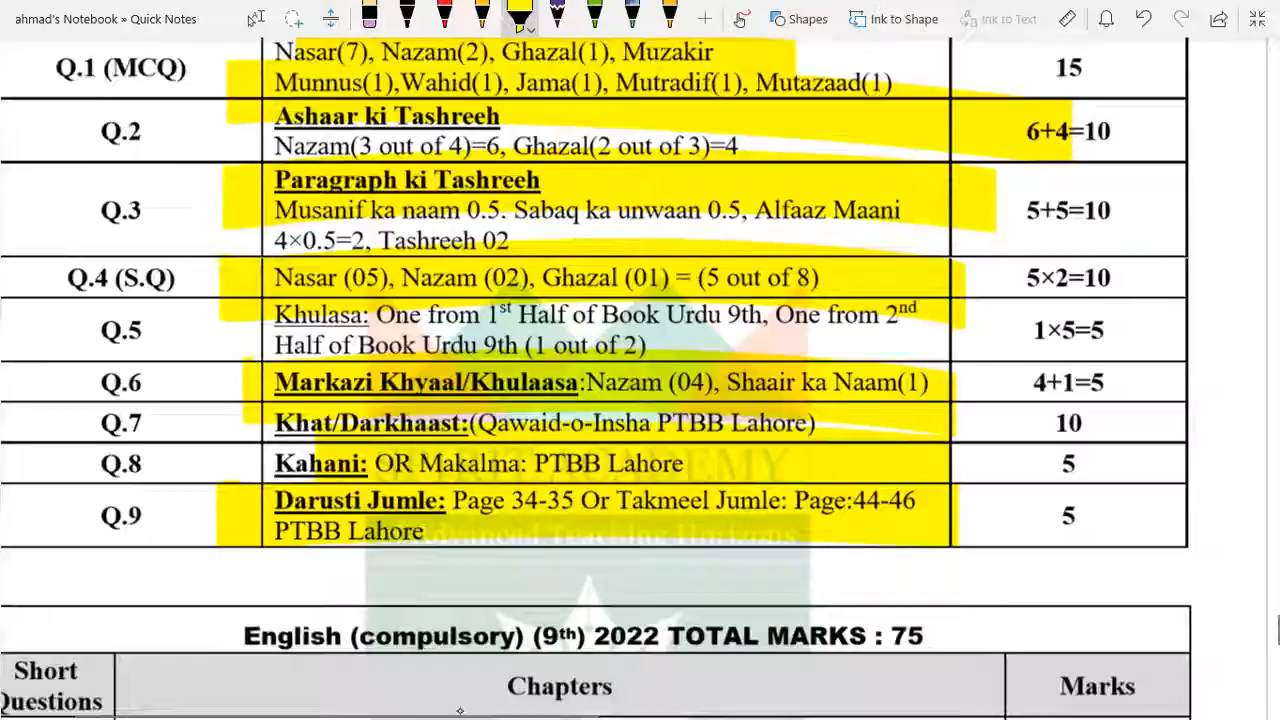 ahmad's Notebook » Quick Notes
Shapes
Ink to Shape
Ink to Text
Q.1 (MCQ)
Nasar(7), Nazam(2), Ghazal(1), Muzakir
Munnus(1),Wahid(1), Jama(1), Mutradif(1), Mutazaad(1)
15
Q.2
Ashaar ki Tashreeh
Nazam(3 out of 4)=6, Ghazal(2 out of 3)=4
6+4=10
Q.3
Paragraph ki Tashreeh
Musanif ka naam 0.5. Sabaq ka unwaan 0.5, Alfaaz Maani
4×0.5=2, Tashreeh 02
5+5=10
Q.4 (S.Q)
Nasar (05), Nazam (02), Ghazal (01) = (5 out of 8)
5×2=10
Q.5
Khulasa: One from 1st Half of Book Urdu 9th, One from 2nd
Half of Book Urdu 9th (1 out of 2)
1×5=5
Q.6
Markazi Khyaal/Khulaasa:Nazam (04), Shaair ka Naam(1)
4+1=5
Q.7
Khat/Darkhaast:(Qawaid-o-Insha PTBB Lahore)
10
Q.8
Kahani: OR Makalma: PTBB Lahore
5
Q.9
Darusti Jumle: Page 34-35 Or Takmeel Jumle: Page:44-46
PTBB Lahore
5
English (compulsory) (9th) 2022 TOTAL MARKS : 75
Short
Questions
Chapters
Marks